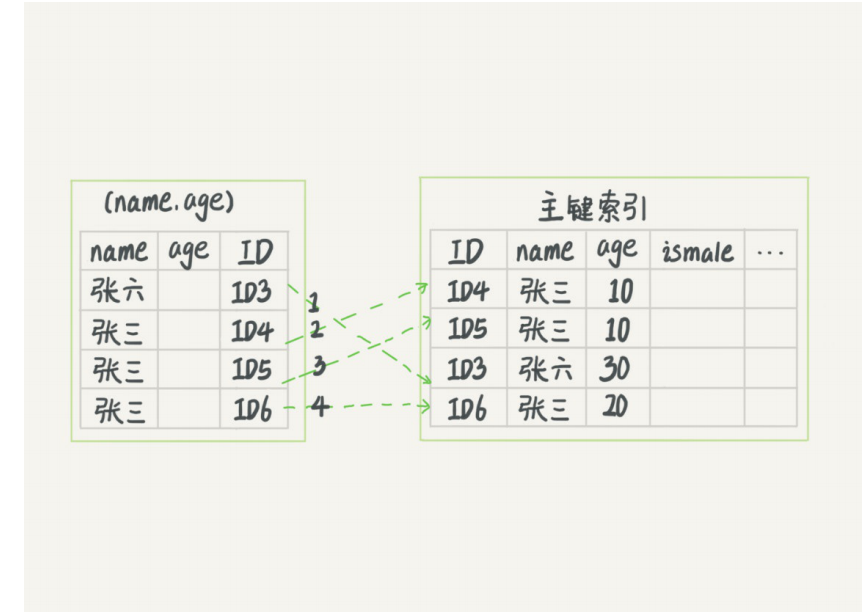 (name.age)
name age ID
张六 ID3
张三 ID4
张三 ID5
张三 ID6
1
2
3
4
主键索引
ID name age ismale ...
ID4 张三 10
ID5 张三 10
ID3 张六 30
ID6 张三 20